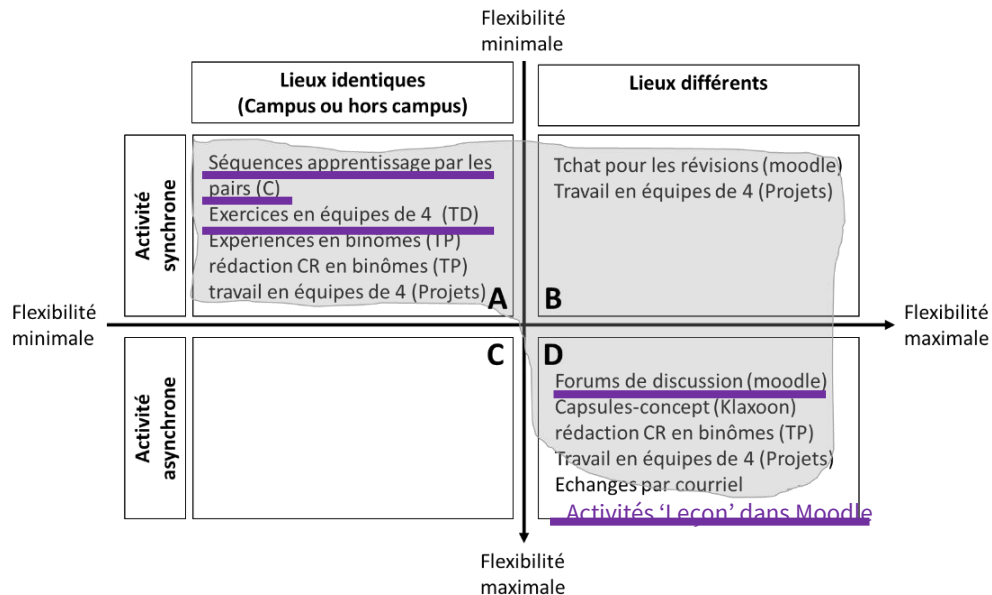 Flexibilité
minimale
Lieux identiques
(Campus ou hors campus)
Lieux différents
Activité
synchrone
Séquences apprentissage par les
pairs (C)
Exercices en équipes de 4 (TD)
Expériences en binômes (TP)
rédaction CR en binômes (TP)
travail en équipes de 4 (Projets)
A
Tchat pour les révisions (moodle)
Travail en équipes de 4 (Projets)
B
Flexibilité
minimale
Flexibilité
maximale
Activité
asynchrone
C
D
Forums de discussion (moodle)
Capsules-concept (Klaxoon)
rédaction CR en binômes (TP)
Travail en équipes de 4 (Projets)
Echanges par courriel
Activités ‘Leçon’ dans Moodle
Flexibilité
maximale